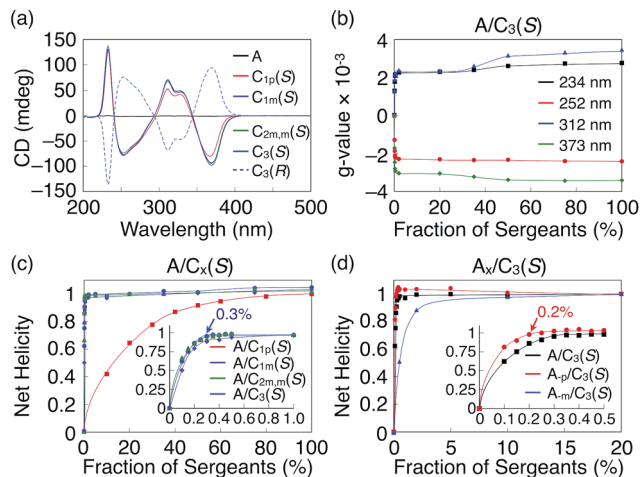 (a)
150
100
50
0
−50
−100
−150
CD (mdeg)
200 300 400 500
Wavelength (nm)
A
C1p(S)
C1m(S)
C2m,m(S)
C3(S)
C3(R)
(b) A/C3(S)
4
2
0
−2
−4
g-value × 10⁻³
234 nm
252 nm
312 nm
373 nm
0 20 40 60 80 100
Fraction of Sergeants (%)
(c) A/Cx(S)
1
0.8
0.6
0.4
0.2
0
Net Helicity
0.3%
1
0.75
0.5
0.25
0
0 0.2 0.4 0.6 0.8 1.0
A/C1p(S)
A/C1m(S)
A/C2m,m(S)
A/C3(S)
0 20 40 60 80 100
Fraction of Sergeants (%)
(d) Ax/C3(S)
1
0.8
0.6
0.4
0.2
0
Net Helicity
0.2%
1
0.75
0.5
0.25
0
0 0.1 0.2 0.3 0.4 0.5
A/C3(S)
A-p/C3(S)
A-m/C3(S)
0 5 10 15 20
Fraction of Sergeants (%)